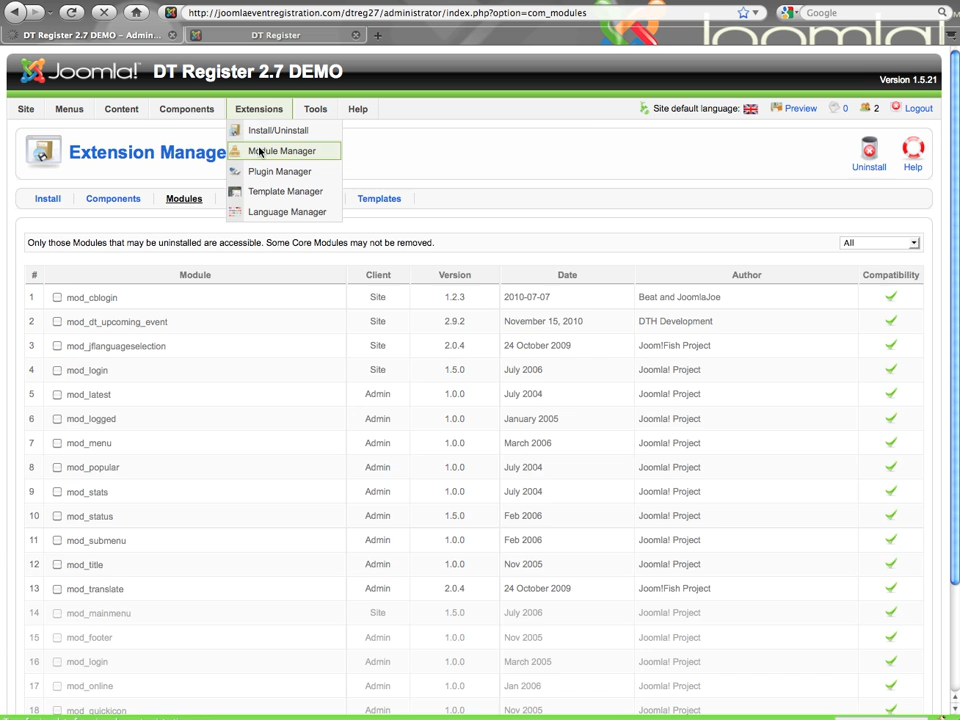 http://joomlaeventregistration.com/dtreg27/administrator/index.php?option=com_modules
Google
DT Register 2.7 DEMO – Admin...
DT Register
Joomla!
Joomla! DT Register 2.7 DEMO
Version 1.5.21
Site Menus Content Components Extensions Tools Help
Site default language: Preview 0 2 Logout
Install/Uninstall
Module Manager
Plugin Manager
Template Manager
Language Manager
Extension Manage
Uninstall Help
Install Components Modules Templates
Only those Modules that may be uninstalled are accessible. Some Core Modules may not be removed.
All
# Module Client Version Date Author Compatibility
1 mod_cblogin Site 1.2.3 2010-07-07 Beat and JoomlaJoe
2 mod_dt_upcoming_event Site 2.9.2 November 15, 2010 DTH Development
3 mod_jflanguageselection Site 2.0.4 24 October 2009 Joom!Fish Project
4 mod_login Site 1.5.0 July 2006 Joomla! Project
5 mod_latest Admin 1.0.0 July 2004 Joomla! Project
6 mod_logged Admin 1.0.0 January 2005 Joomla! Project
7 mod_menu Admin 1.0.0 March 2006 Joomla! Project
8 mod_popular Admin 1.0.0 July 2004 Joomla! Project
9 mod_stats Admin 1.0.0 July 2004 Joomla! Project
10 mod_status Admin 1.5.0 Feb 2006 Joomla! Project
11 mod_submenu Admin 1.0.0 Feb 2006 Joomla! Project
12 mod_title Admin 1.0.0 Nov 2005 Joomla! Project
13 mod_translate Admin 2.0.4 24 October 2009 Joom!Fish Project
14 mod_mainmenu Site 1.5.0 July 2006 Joomla! Project
15 mod_footer Admin 1.0.0 Nov 2005 Joomla! Project
16 mod_login Admin 1.0.0 March 2005 Joomla! Project
17 mod_online Admin 1.0.0 Jan 2006 Joomla! Project
18 mod_quickicon Admin 1.0.0 Nov 2005 Joomla! Project